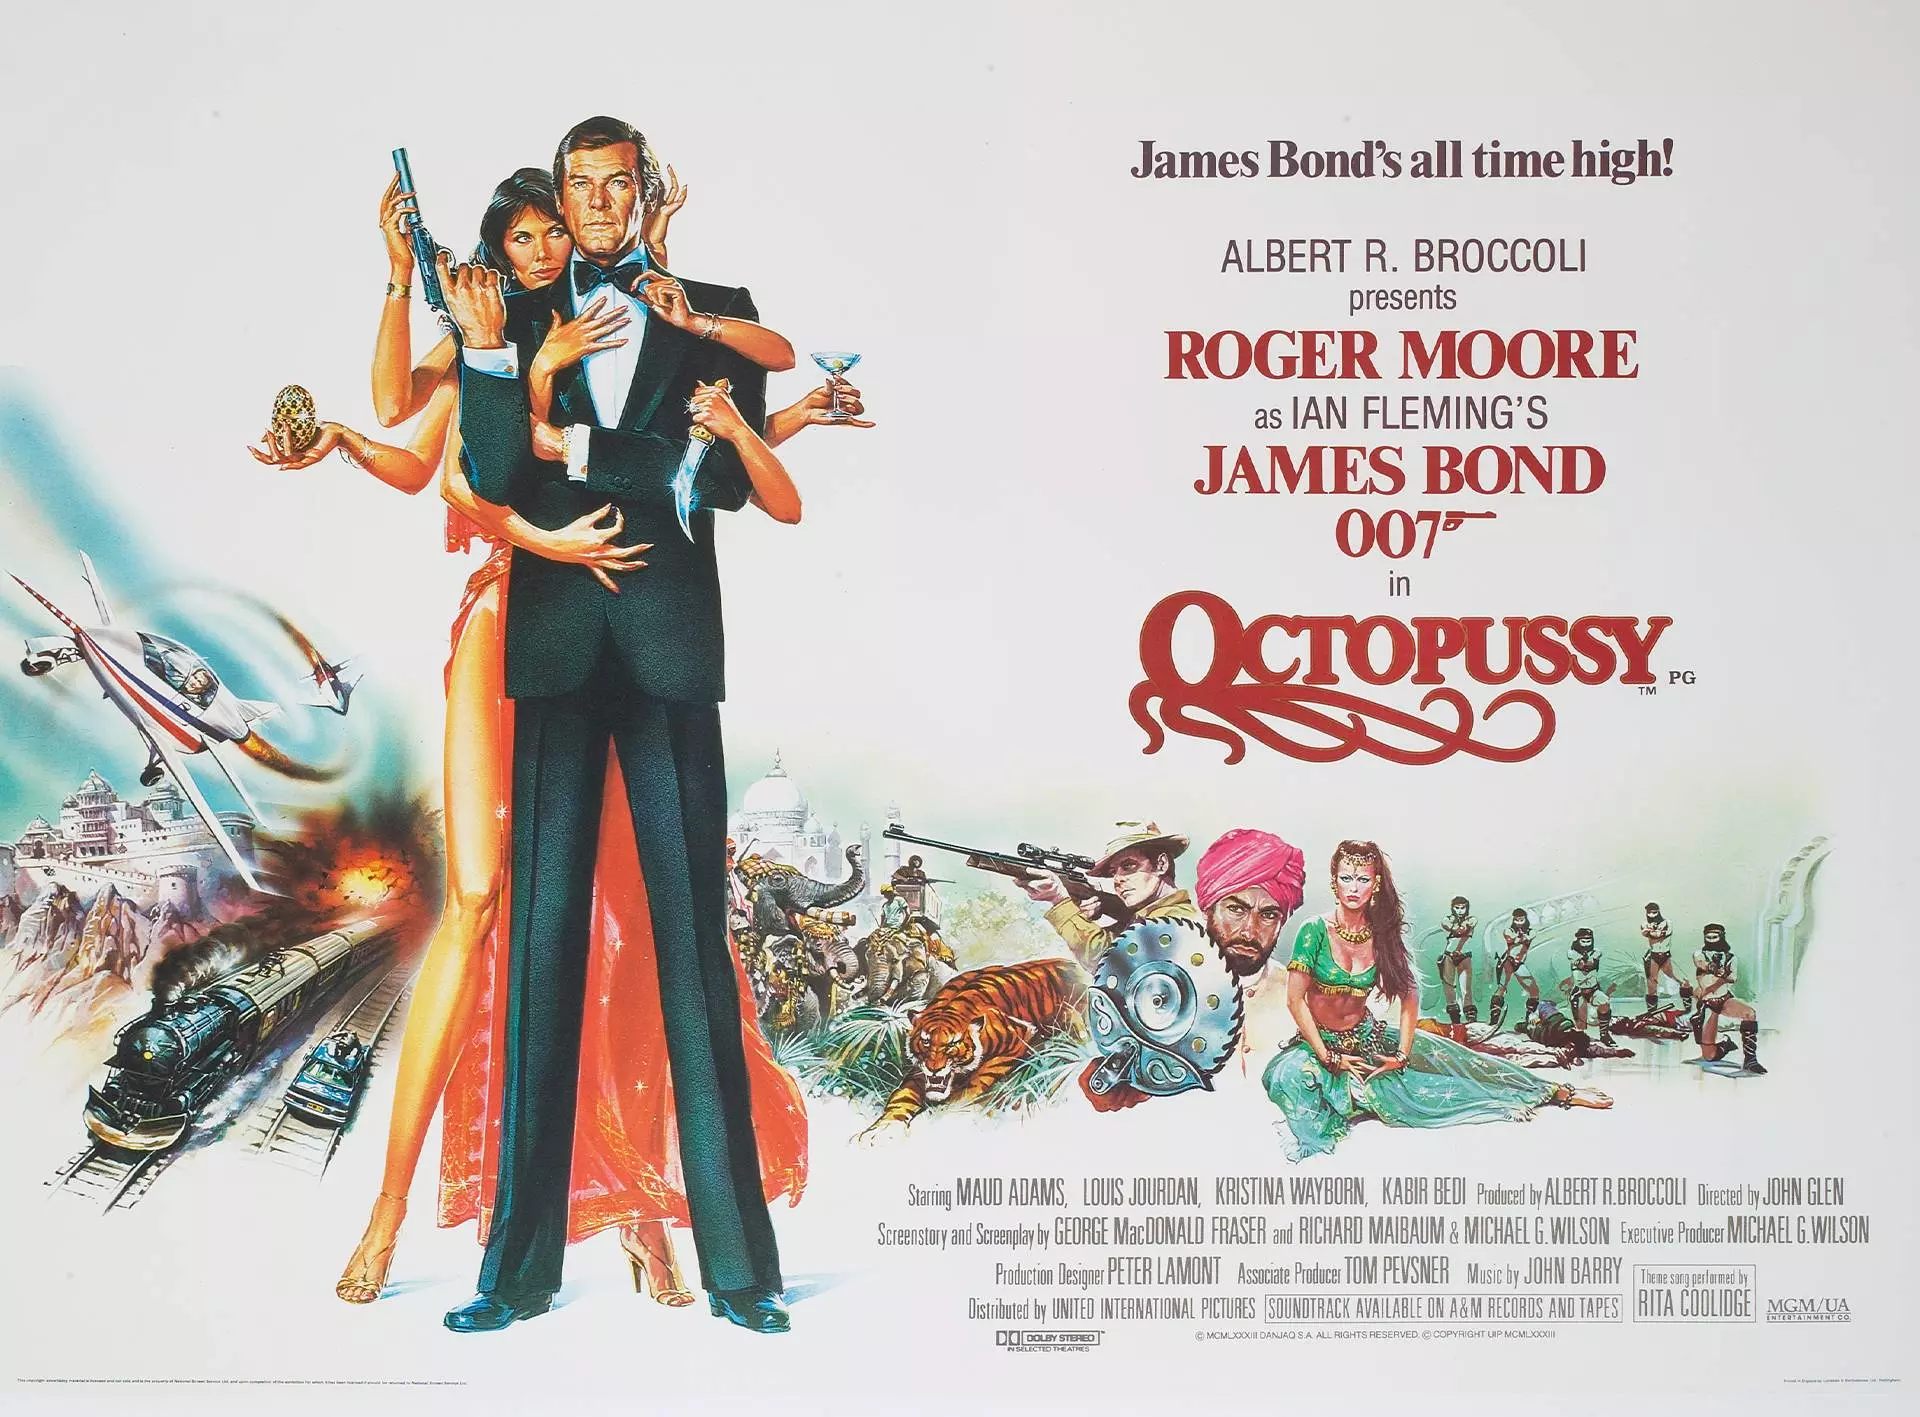 James Bond's all time high!
ALBERT R. BROCCOLI
presents
ROGER MOORE
as IAN FLEMING'S
JAMES BOND
007
in
OCTOPUSSY PG
TM
Starring MAUD ADAMS, LOUIS JOURDAN, KRISTINA WAYBORN, KABIR BEDI Produced by ALBERT R. BROCCOLI Directed by JOHN GLEN
Screenstory and Screenplay by GEORGE MacDONALD FRASER and RICHARD MAIBAUM & MICHAEL G. WILSON Executive Producer MICHAEL G. WILSON
Production Designer PETER LAMONT Associate Producer TOM PEVSNER Music by JOHN BARRY
Theme song performed by
RITA COOLIDGE
Distributed by UNITED INTERNATIONAL PICTURES SOUNDTRACK AVAILABLE ON A&M RECORDS AND TAPES
MGM/UA
ENTERTAINMENT CO.
DOLBY STEREO
IN SELECTED THEATRES
© MCMLXXXIII DANJAQ S.A. ALL RIGHTS RESERVED. © COPYRIGHT UIP MCMLXXXIII